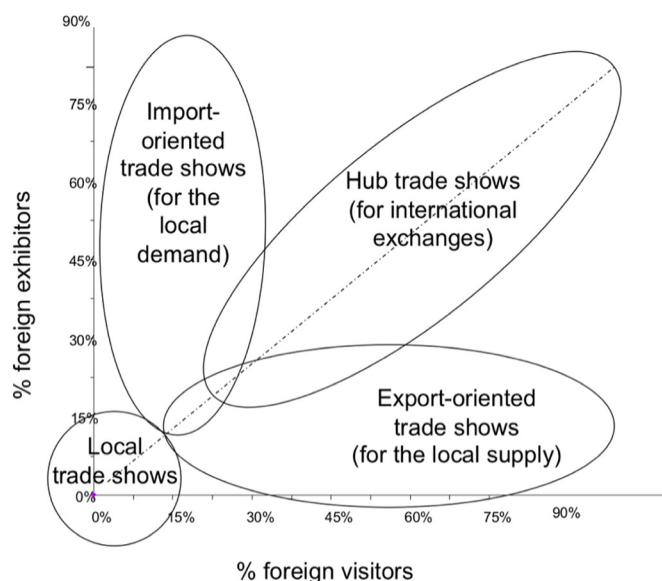 90%
75%
60%
45%
30%
15%
0%
% foreign exhibitors
Import-
oriented
trade shows
(for the
local
demand)
Hub trade shows
(for international
exchanges)
Export-oriented
trade shows
(for the local supply)
Local
trade shows
0% 15% 30% 45% 60% 75% 90%
% foreign visitors